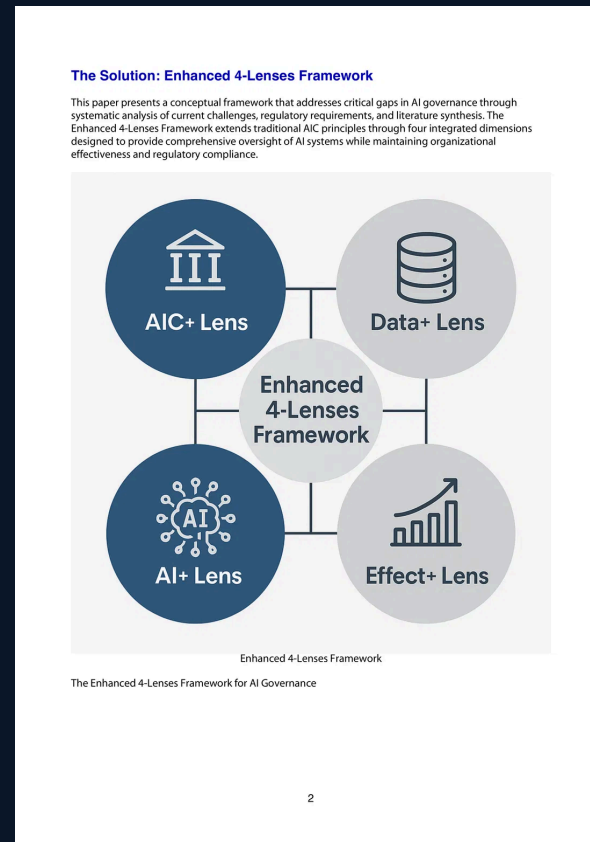 The Solution: Enhanced 4-Lenses Framework
This paper presents a conceptual framework that addresses critical gaps in AI governance through
systematic analysis of current challenges, regulatory requirements, and literature synthesis. The
Enhanced 4-Lenses Framework extends traditional AIC principles through four integrated dimensions
designed to provide comprehensive oversight of AI systems while maintaining organizational
effectiveness and regulatory compliance.
AIC+ Lens
Data+ Lens
Enhanced
4-Lenses
Framework
AI
AI+ Lens
Effect+ Lens
Enhanced 4-Lenses Framework
The Enhanced 4-Lenses Framework for AI Governance
2